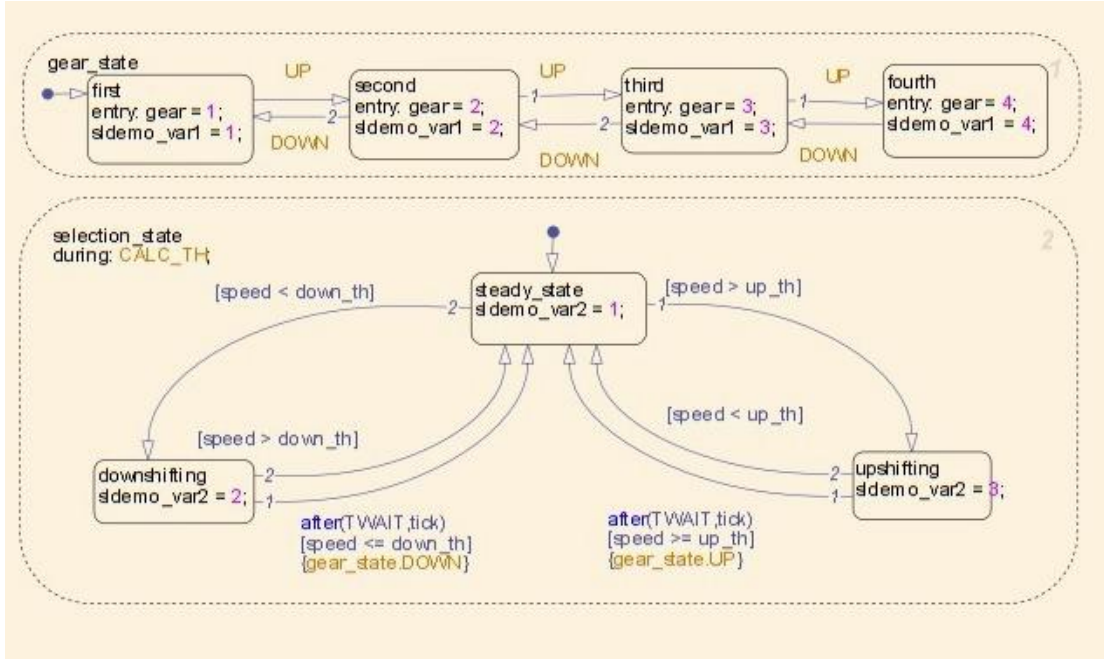 gear_state
1
first
entry: gear = 1;
sldemo_var1 = 1;
UP
DOWN
second
entry: gear = 2;
sldemo_var1 = 2;
2
1
UP
DOWN
third
entry: gear = 3;
sldemo_var1 = 3;
2
1
UP
DOWN
fourth
entry: gear = 4;
sldemo_var1 = 4;
selection_state
during: CALC_TH;
2
steady_state
sldemo_var2 = 1;
[speed < down_th]
2
1
[speed > up_th]
[speed > down_th]
[speed < up_th]
downshifting
sldemo_var2 = 2;
2
1
upshifting
sldemo_var2 = 3;
2
1
after(TWAIT,tick)
[speed <= down_th]
{gear_state.DOWN}
after(TWAIT,tick)
[speed >= up_th]
{gear_state.UP}